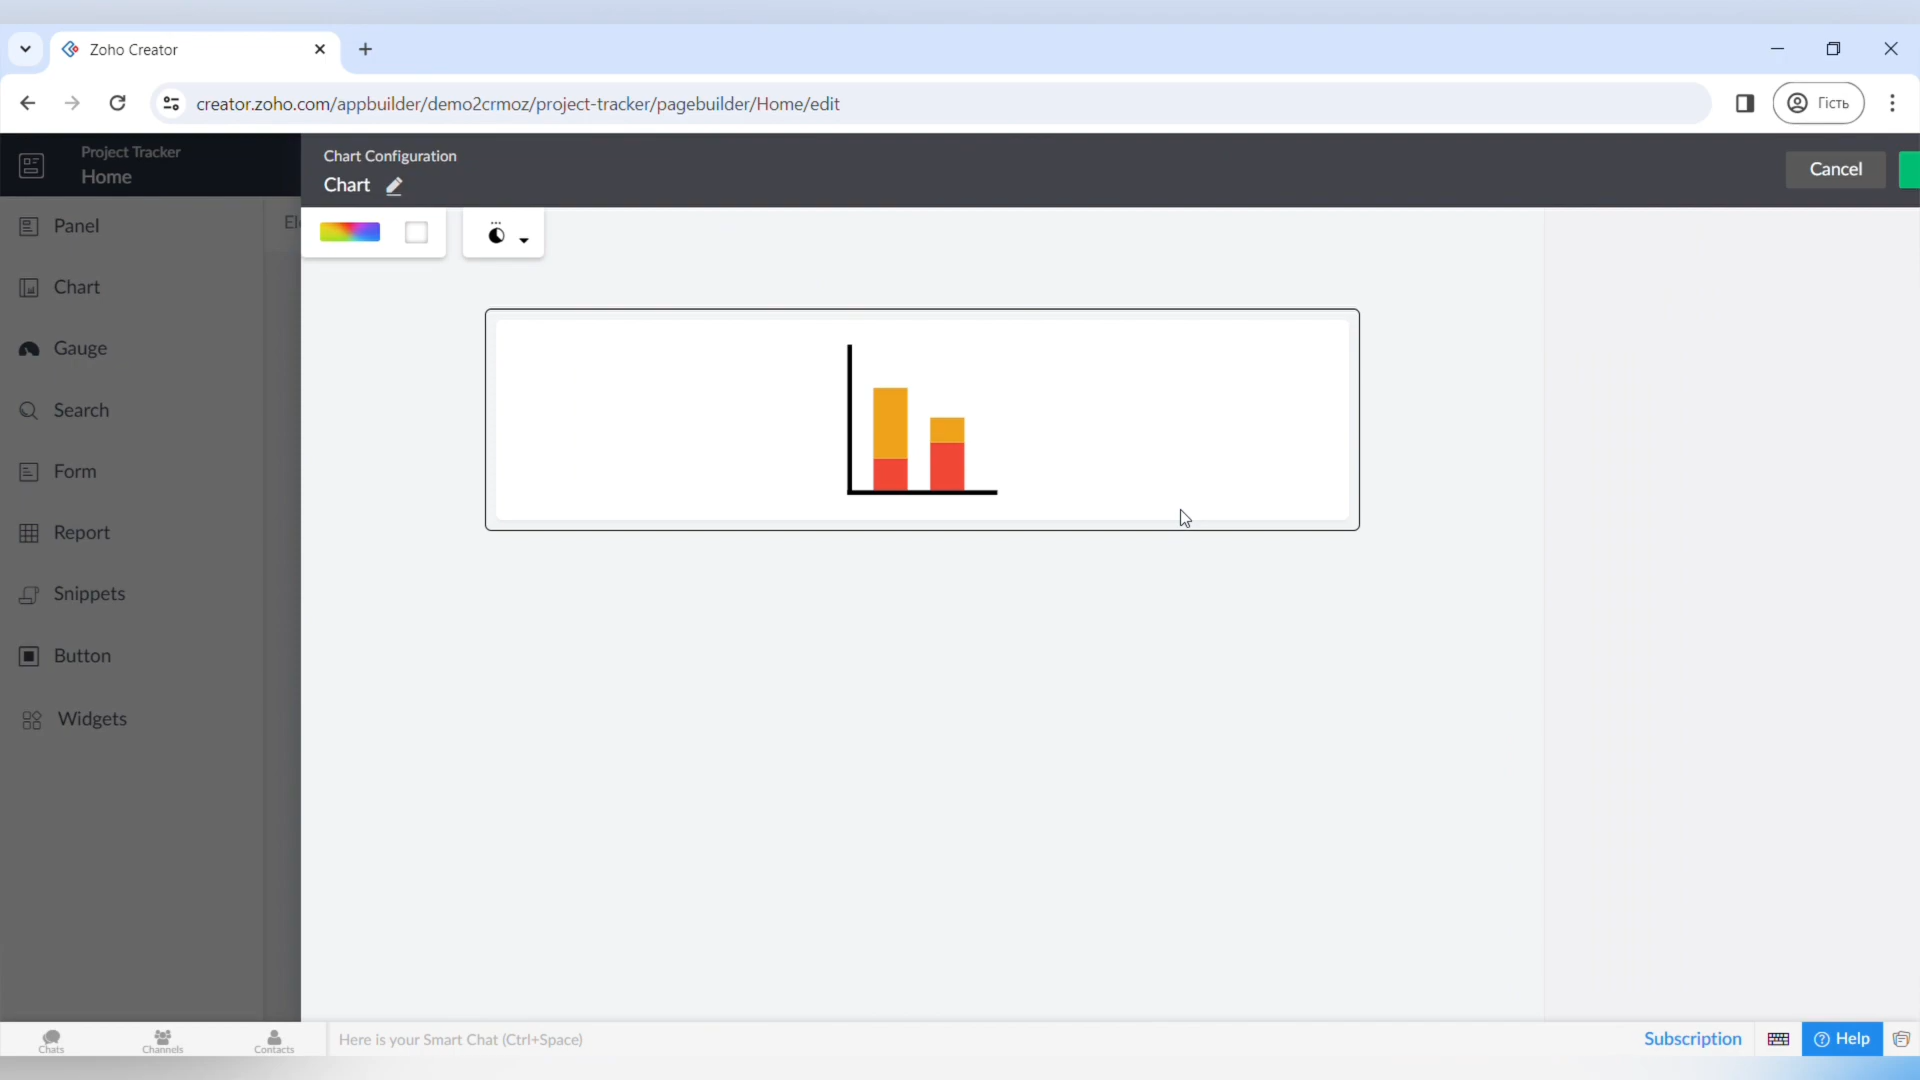 Zoho Creator
creator.zoho.com/appbuilder/demo2crmoz/project-tracker/pagebuilder/Home/edit
Гість
Project Tracker
Home
Chart Configuration
Chart
Cancel
Panel
Chart
Gauge
Search
Form
Report
Snippets
Button
Widgets
Chats
Channels
Contacts
Here is your Smart Chat (Ctrl+Space)
Subscription
Help